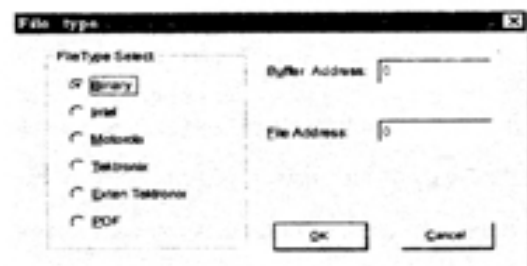 File type
FileType Select
Binary
Intel
Motorola
Tektronix
Exten Tektronix
POF
Buffer Address: 0
File Address: 0
OK
Cancel